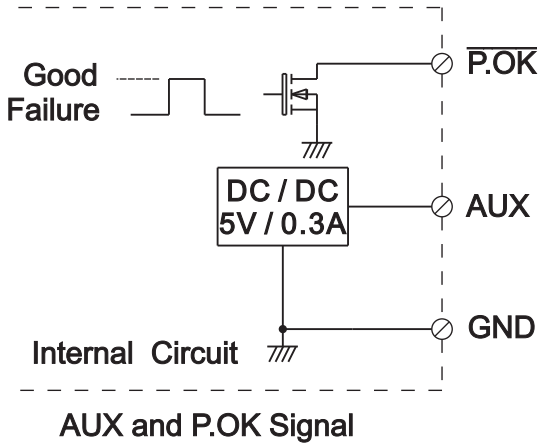 P.OK
Good
Failure
DC / DC
5V / 0.3A
AUX
GND
Internal Circuit
AUX and P.OK Signal